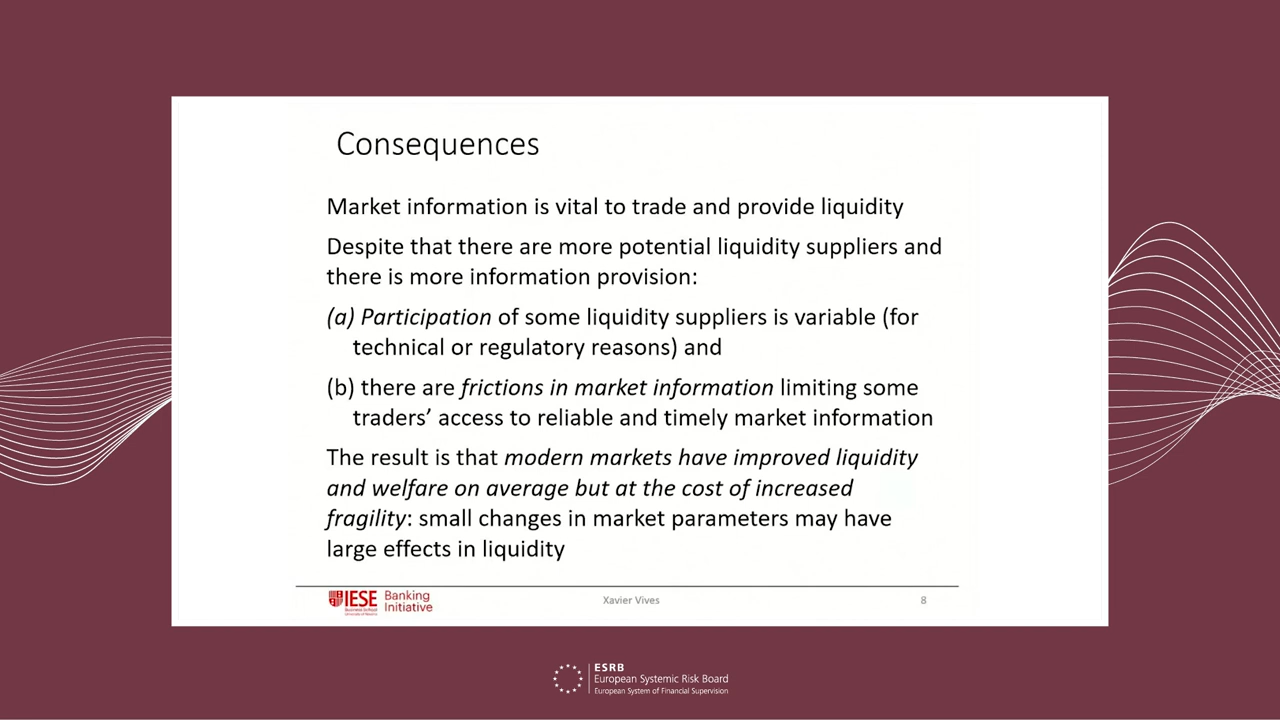 Consequences
Market information is vital to trade and provide liquidity
Despite that there are more potential liquidity suppliers and
there is more information provision:
(a) Participation of some liquidity suppliers is variable (for
technical or regulatory reasons) and
(b) there are frictions in market information limiting some
traders’ access to reliable and timely market information
The result is that modern markets have improved liquidity
and welfare on average but at the cost of increased
fragility: small changes in market parameters may have
large effects in liquidity
IESE
Banking
Initiative
Xavier Vives
8
ESRB
European Systemic Risk Board
European System of Financial Supervision